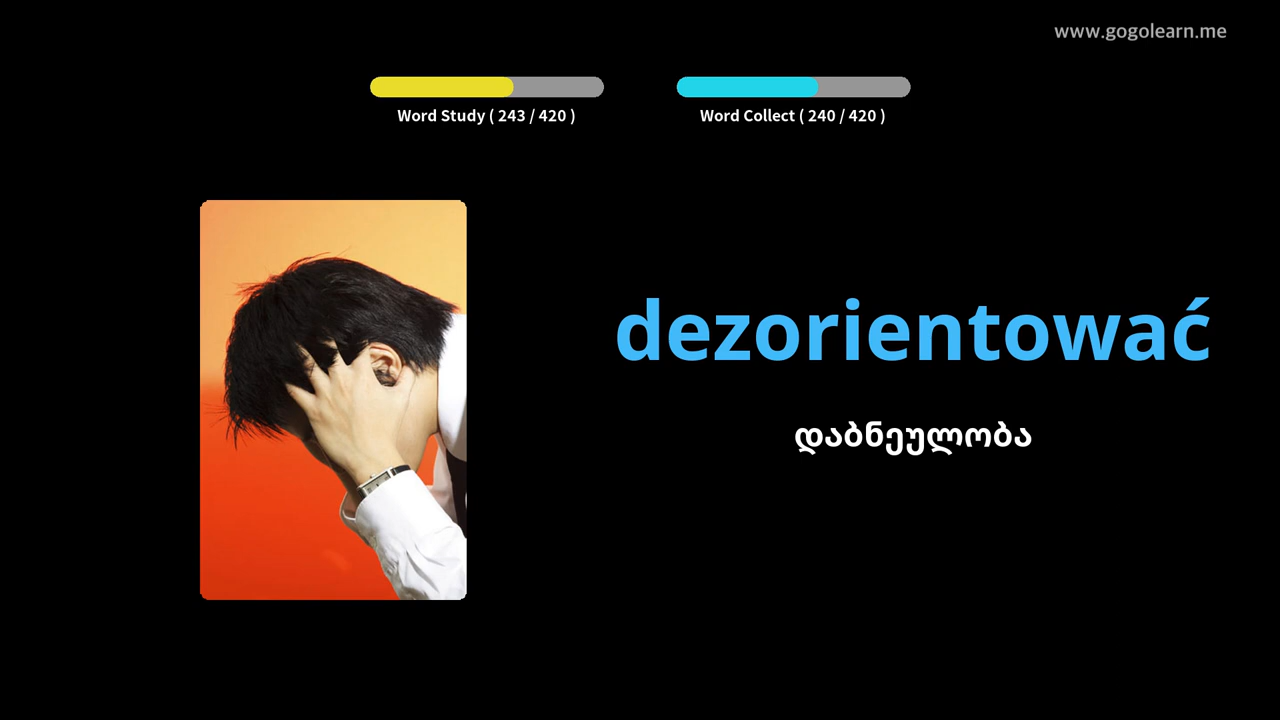 www.gogolearn.me
Word Study ( 243 / 420 )
Word Collect ( 240 / 420 )
dezorientować
დაბნეულობა